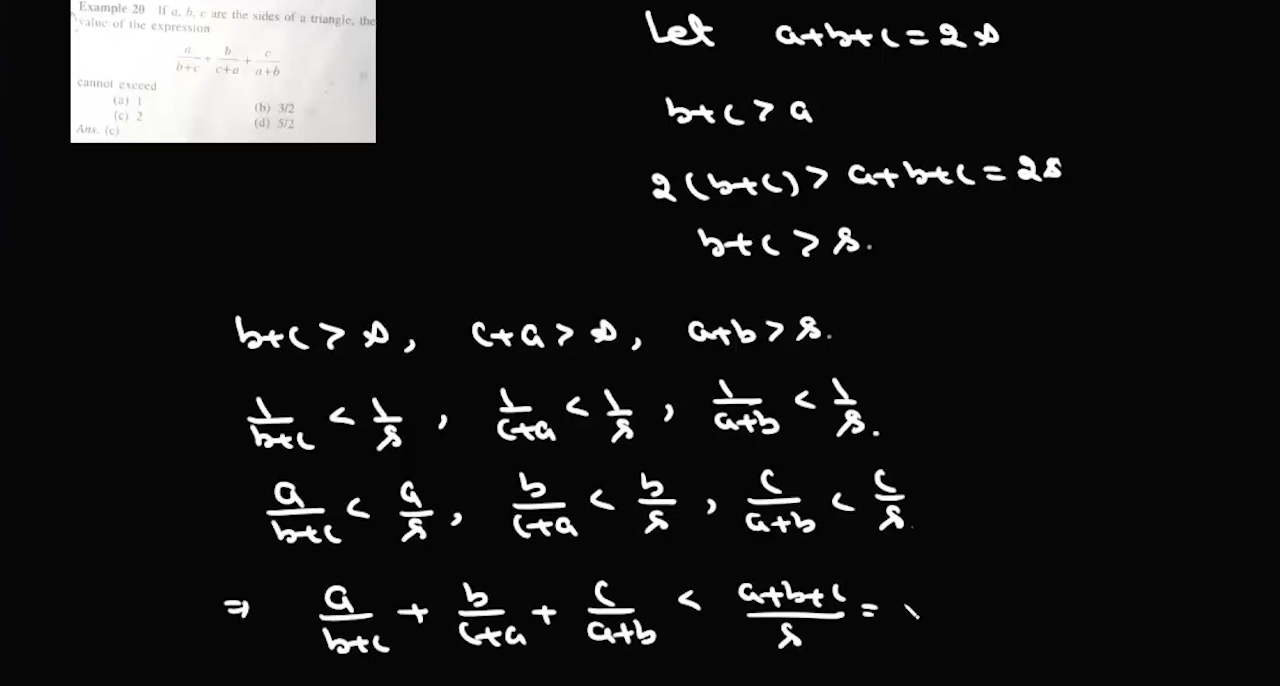 Example 20 If a, b, c are the sides of a triangle, the
value of the expression
a/(b+c) + b/(c+a) + c/(a+b)
cannot exceed
(a) 1 (b) 3/2
(c) 2 (d) 5/2
Ans. (c)
Let a+b+c = 2s
b+c > a
2(b+c) > a+b+c = 2s
b+c > s.
b+c > s, c+a > s, a+b > s.
1/(b+c) < 1/s, 1/(c+a) < 1/s, 1/(a+b) < 1/s.
a/(b+c) < a/s, b/(c+a) < b/s, c/(a+b) < c/s.
⇒ a/(b+c) + b/(c+a) + c/(a+b) < (a+b+c)/s =